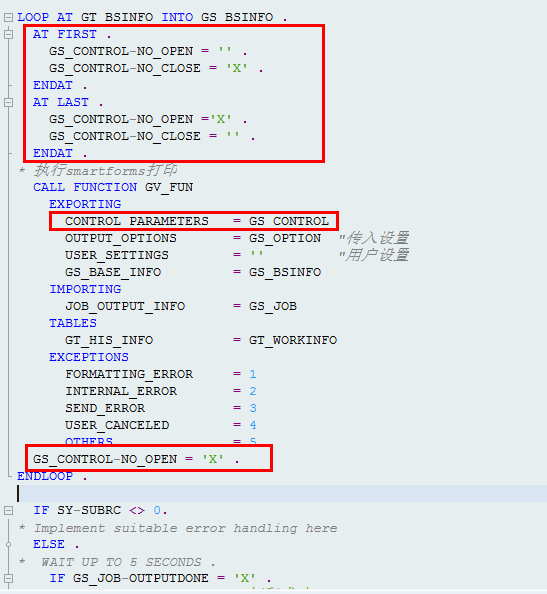 LOOP AT GT_BSINFO INTO GS_BSINFO .
AT FIRST .
GS_CONTROL-NO_OPEN = '' .
GS_CONTROL-NO_CLOSE = 'X' .
ENDAT .
AT LAST .
GS_CONTROL-NO_OPEN ='X' .
GS_CONTROL-NO_CLOSE = '' .
ENDAT .
* 执行smartforms打印
CALL FUNCTION GV_FUN
EXPORTING
CONTROL_PARAMETERS = GS_CONTROL
OUTPUT_OPTIONS = GS_OPTION "传入设置
USER_SETTINGS = '' "用户设置
GS_BASE_INFO = GS_BSINFO
IMPORTING
JOB_OUTPUT_INFO = GS_JOB
TABLES
GT_HIS_INFO = GT_WORKINFO
EXCEPTIONS
FORMATTING_ERROR = 1
INTERNAL_ERROR = 2
SEND_ERROR = 3
USER_CANCELED = 4
OTHERS = 5
GS_CONTROL-NO_OPEN = 'X' .
ENDLOOP .
IF SY-SUBRC <> 0.
* Implement suitable error handling here
ELSE .
* WAIT UP TO 5 SECONDS .
IF GS_JOB-OUTPUTDONE = 'X' .